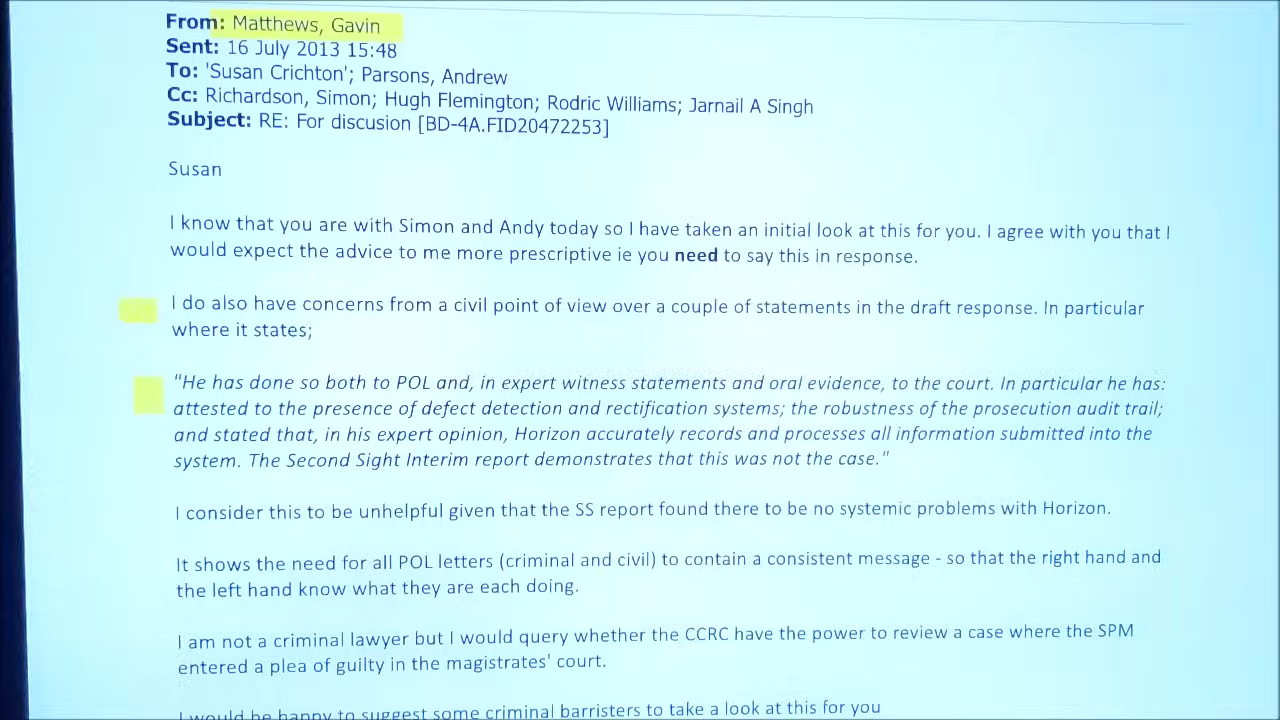 From: Matthews, Gavin
Sent: 16 July 2013 15:48
To: 'Susan Crichton'; Parsons, Andrew
Cc: Richardson, Simon; Hugh Flemington; Rodric Williams; Jarnail A Singh
Subject: RE: For discussion [BD-4A.FID20472253]
Susan
I know that you are with Simon and Andy today so I have taken an initial look at this for you. I agree with you that I
would expect the advice to me more prescriptive ie you need to say this in response.
I do also have concerns from a civil point of view over a couple of statements in the draft response. In particular
where it states;
"He has done so both to POL and, in expert witness statements and oral evidence, to the court. In particular he has:
attested to the presence of defect detection and rectification systems; the robustness of the prosecution audit trail;
and stated that, in his expert opinion, Horizon accurately records and processes all information submitted into the
system. The Second Sight Interim report demonstrates that this was not the case."
I consider this to be unhelpful given that the SS report found there to be no systemic problems with Horizon.
It shows the need for all POL letters (criminal and civil) to contain a consistent message - so that the right hand and
the left hand know what they are each doing.
I am not a criminal lawyer but I would query whether the CCRC have the power to review a case where the SPM
entered a plea of guilty in the magistrates' court.
I would be happy to suggest some criminal barristers to take a look at this for you